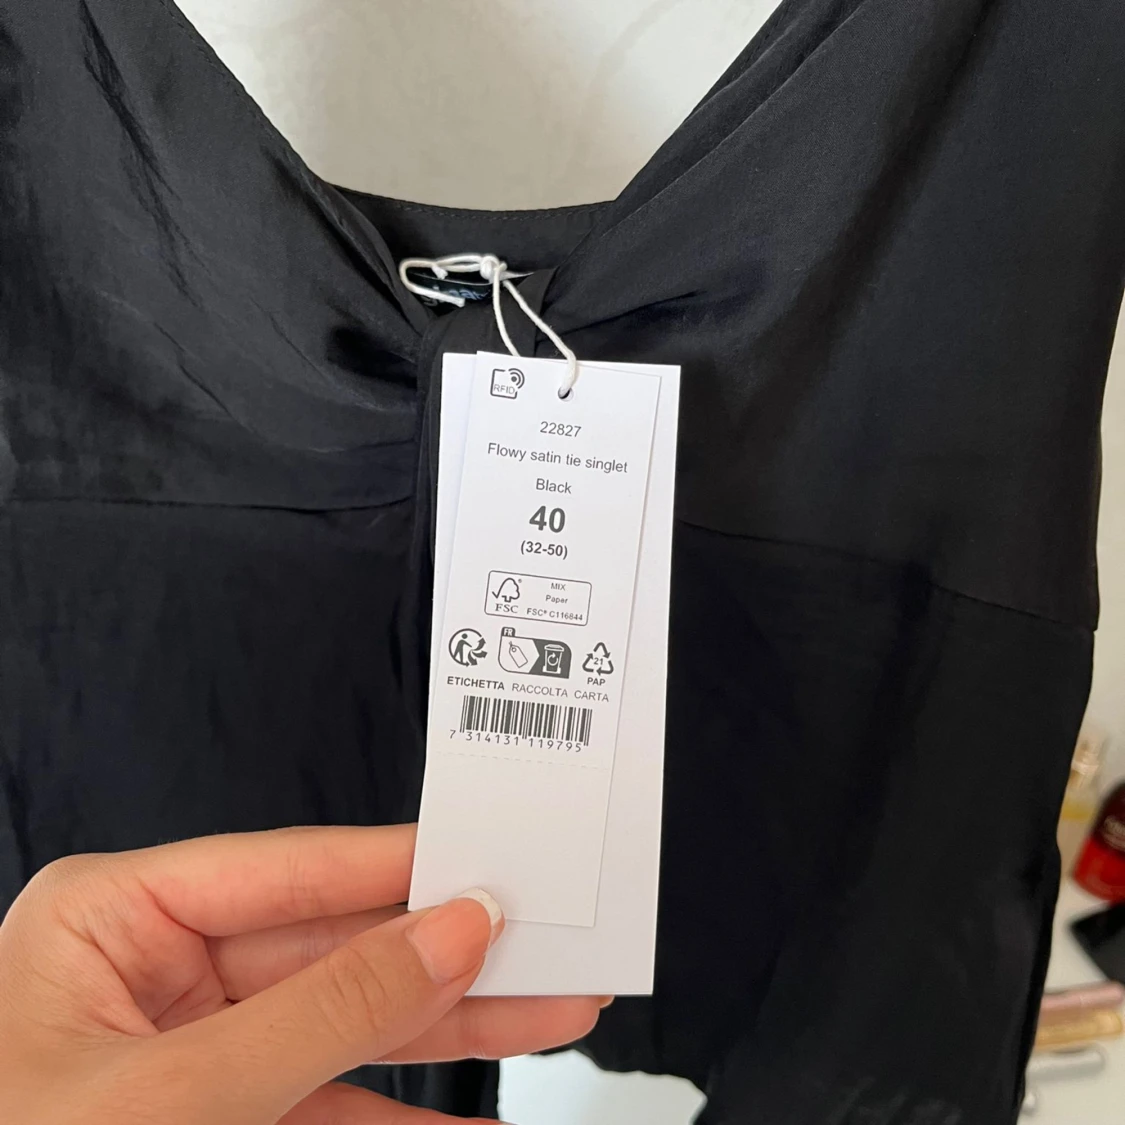 RFID
22827
Flowy satin tie singlet
Black
40
(32-50)
MIX
Paper
FSC® C116844
FSC
FR
21
PAP
ETICHETTA RACCOLTA CARTA
7 314131 119795